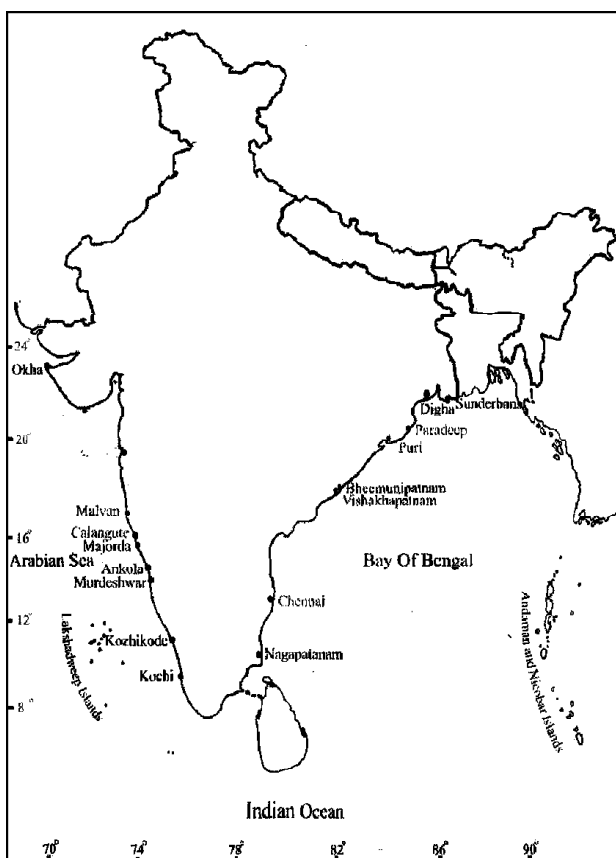 24°
Okha
Digha
Sunderbans
Paradeep
20°
Puri
Bheemunipatnam
Vishakhapatnam
Malvan
16°
Calangute
Majorda
Arabian Sea
Bay Of Bengal
Ankola
Murdeshwar
Chennai
12°
Lakshadweep Islands
Kozhikode
Nagapatanam
Andaman and Nicobar Islands
Kochi
8°
Indian Ocean
70° 74° 78° 82° 86° 90°